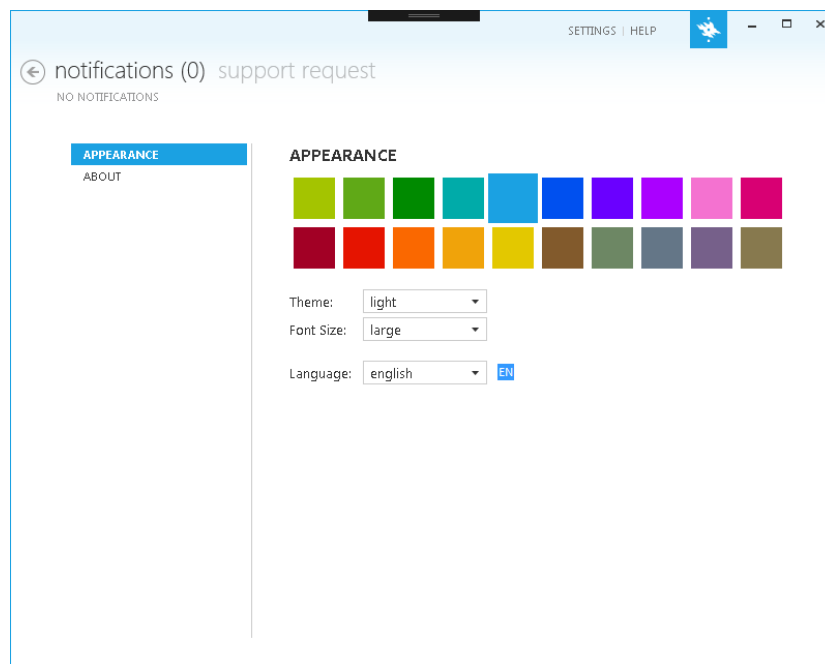 SETTINGS | HELP
notifications (0) support request
NO NOTIFICATIONS
APPEARANCE
ABOUT
APPEARANCE
Theme: light
Font Size: large
Language: english EN